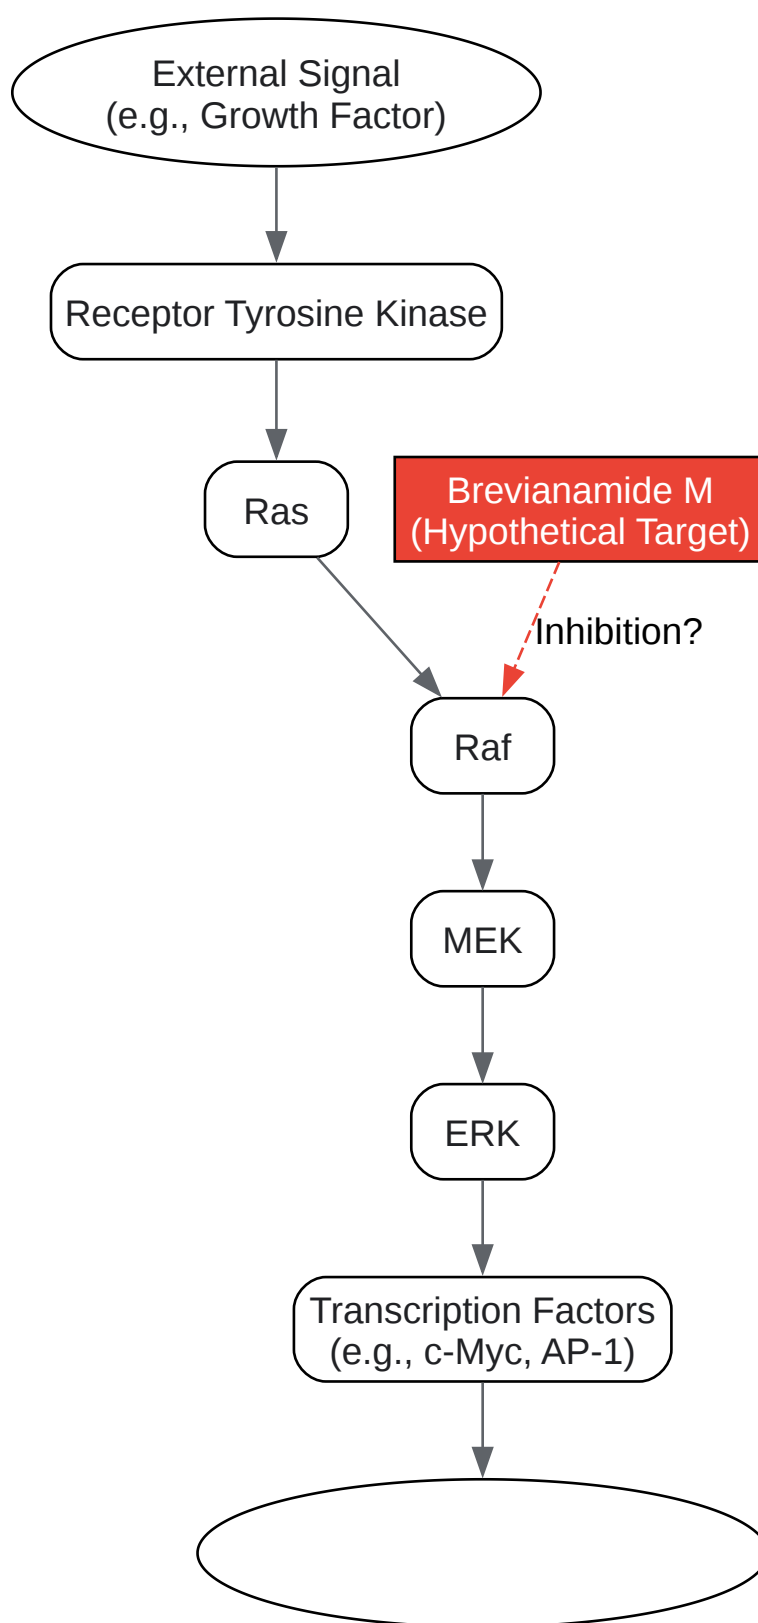 External Signal
(e.g., Growth Factor)
Receptor Tyrosine Kinase
Ras
Brevianamide M
(Hypothetical Target)
Inhibition?
Raf
MEK
ERK
Transcription Factors
(e.g., c-Myc, AP-1)